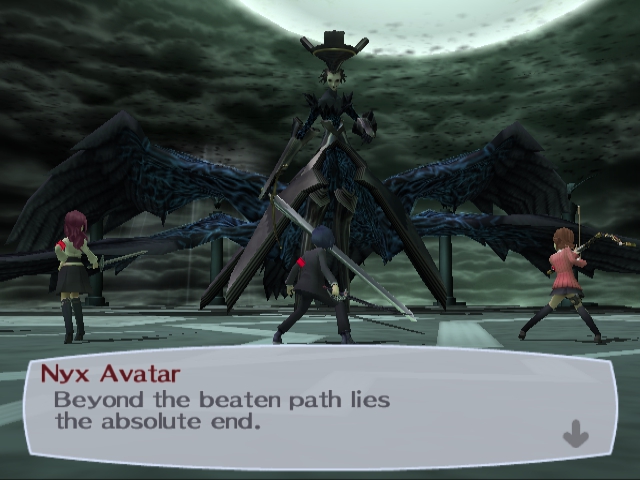 Nyx Avatar
Beyond the beaten path lies
the absolute end.